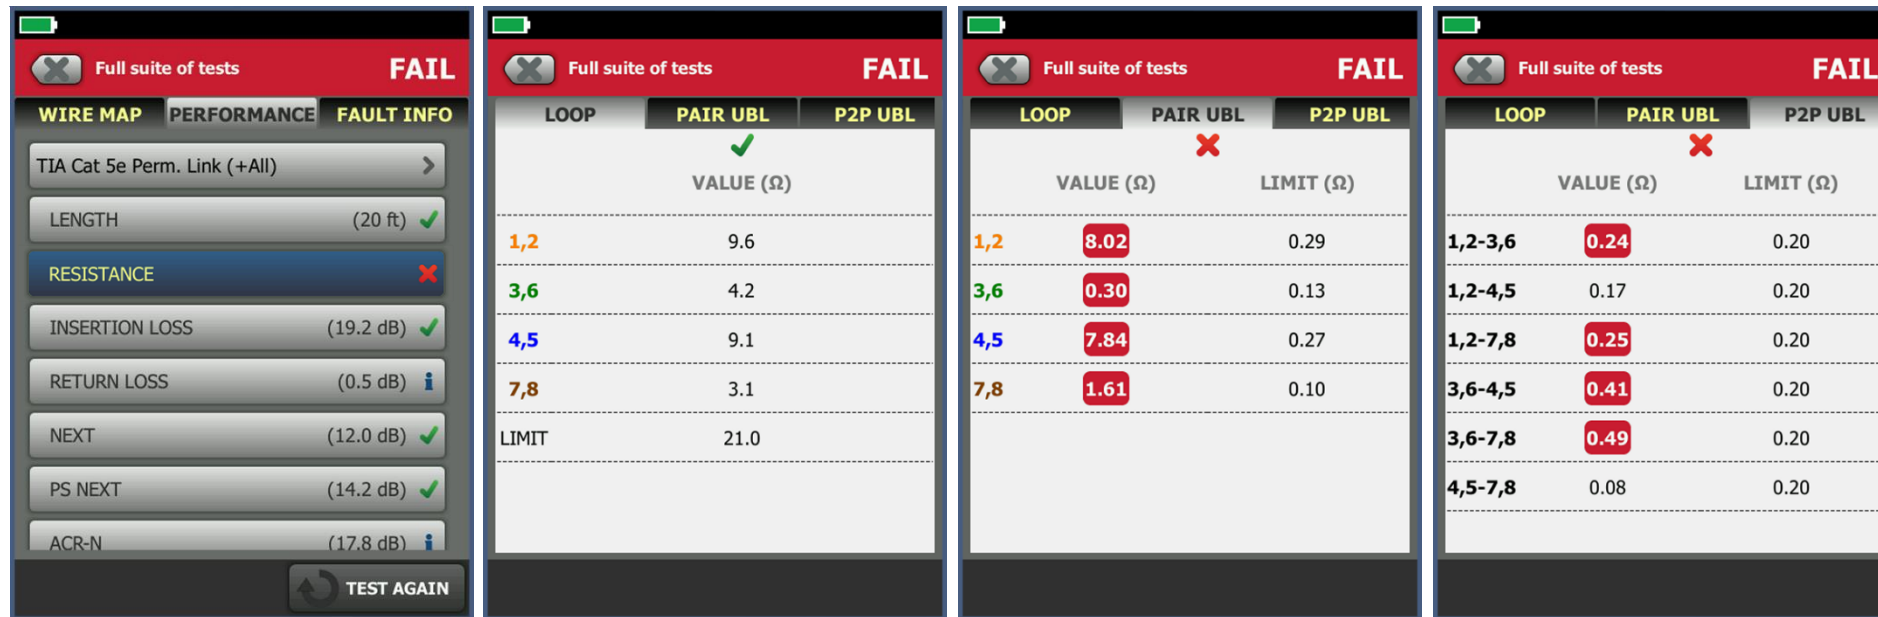 Full suite of tests FAIL
WIRE MAP PERFORMANCE FAULT INFO
TIA Cat 5e Perm. Link (+All)
LENGTH (20 ft)
RESISTANCE
INSERTION LOSS (19.2 dB)
RETURN LOSS (0.5 dB) i
NEXT (12.0 dB)
PS NEXT (14.2 dB)
ACR-N (17.8 dB) i
TEST AGAIN
Full suite of tests FAIL
LOOP PAIR UBL P2P UBL
VALUE (Ω)
1,2 9.6
3,6 4.2
4,5 9.1
7,8 3.1
LIMIT 21.0
Full suite of tests FAIL
LOOP PAIR UBL P2P UBL
VALUE (Ω) LIMIT (Ω)
1,2 8.02 0.29
3,6 0.30 0.13
4,5 7.84 0.27
7,8 1.61 0.10
Full suite of tests FAIL
LOOP PAIR UBL P2P UBL
VALUE (Ω) LIMIT (Ω)
1,2-3,6 0.24 0.20
1,2-4,5 0.17 0.20
1,2-7,8 0.25 0.20
3,6-4,5 0.41 0.20
3,6-7,8 0.49 0.20
4,5-7,8 0.08 0.20